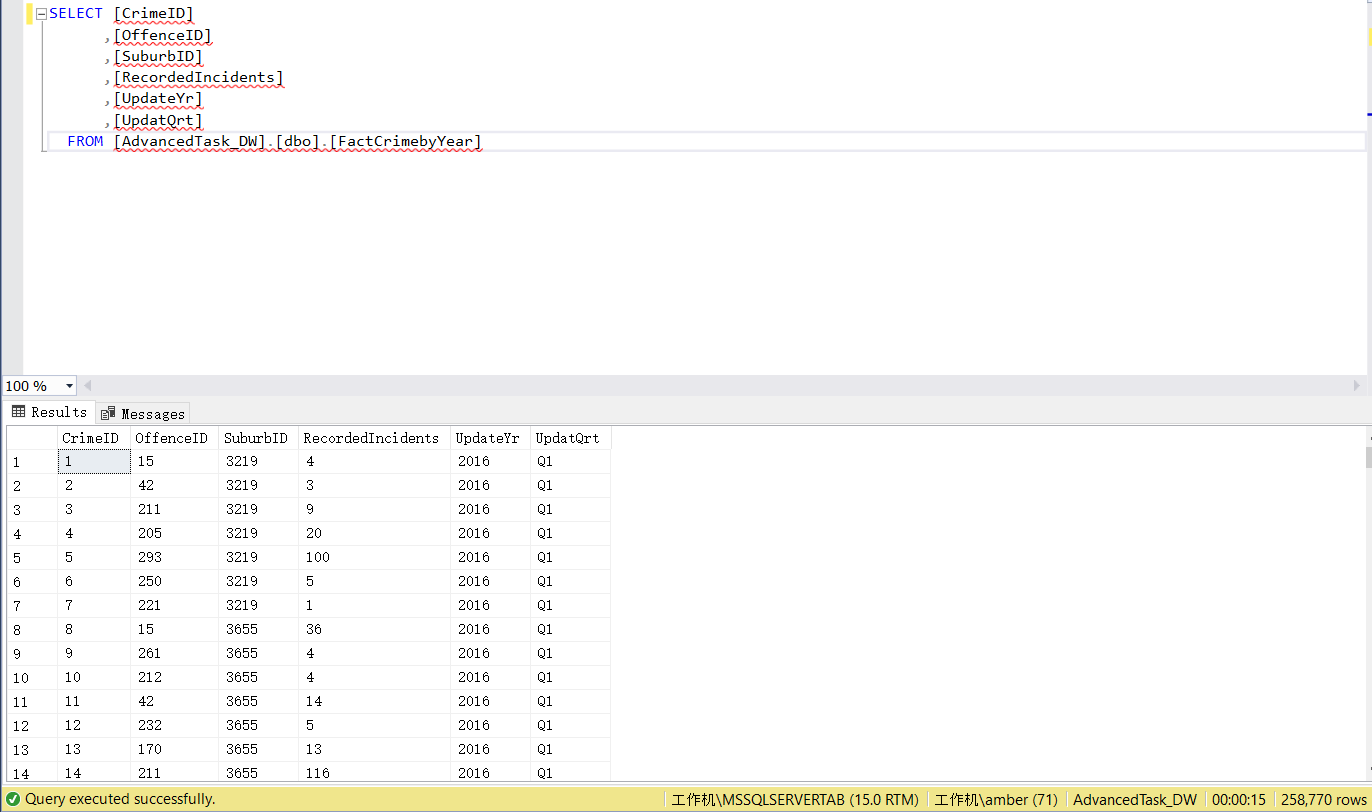 SELECT [CrimeID]
,[OffenceID]
,[SuburbID]
,[RecordedIncidents]
,[UpdateYr]
,[UpdatQrt]
FROM [AdvancedTask_DW].[dbo].[FactCrimebyYear]
100 %
Results Messages
CrimeID OffenceID SuburbID RecordedIncidents UpdateYr UpdatQrt
1 1 15 3219 4 2016 Q1
2 2 42 3219 3 2016 Q1
3 3 211 3219 9 2016 Q1
4 4 205 3219 20 2016 Q1
5 5 293 3219 100 2016 Q1
6 6 250 3219 5 2016 Q1
7 7 221 3219 1 2016 Q1
8 8 15 3655 36 2016 Q1
9 9 261 3655 4 2016 Q1
10 10 212 3655 4 2016 Q1
11 11 42 3655 14 2016 Q1
12 12 232 3655 5 2016 Q1
13 13 170 3655 13 2016 Q1
14 14 211 3655 116 2016 Q1
Query executed successfully. 工作机\MSSQLSERVERTAB (15.0 RTM) 工作机\amber (71) AdvancedTask_DW 00:00:15 258,770 rows